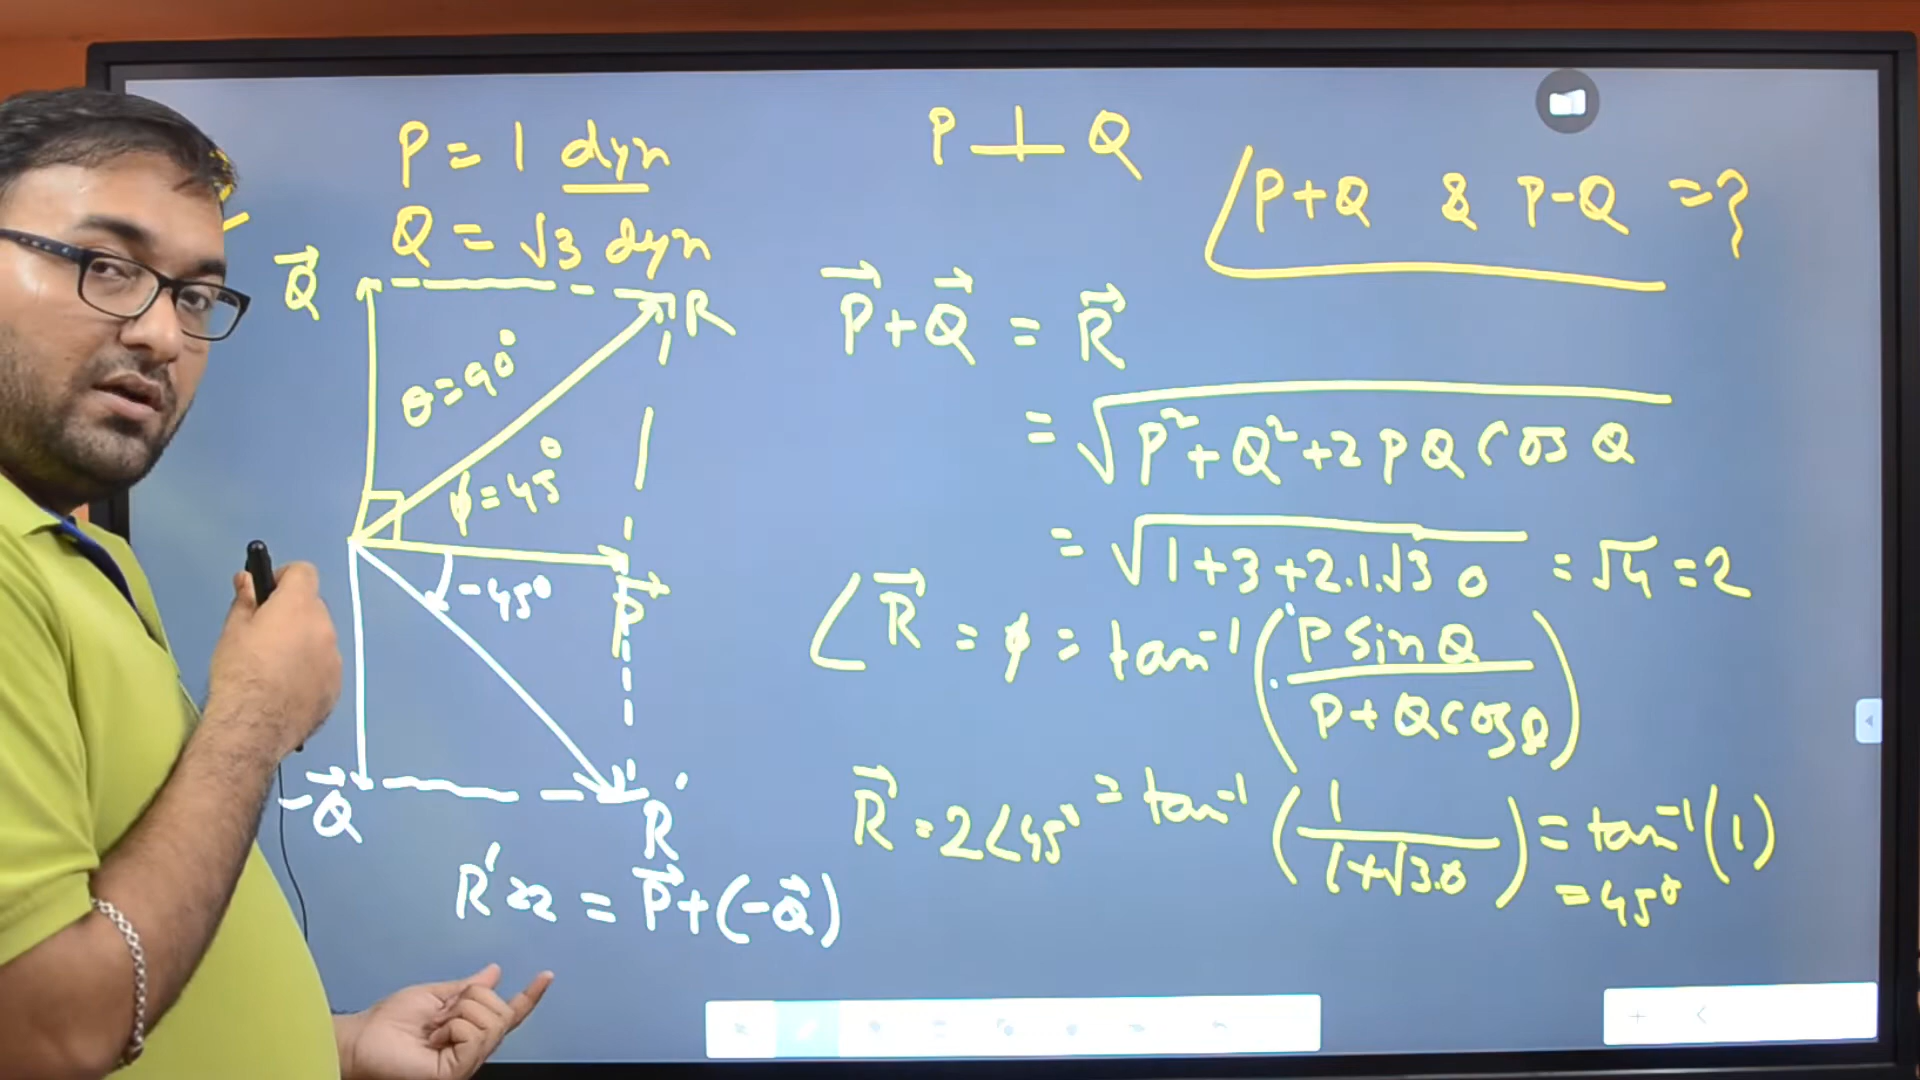 P = 1 dyn
Q = √3 dyn
P ⊥ Q
P+Q & P-Q = ?
Q⃗
R
θ=90°
ϕ=45°
-45°
P⃗
-Q⃗
R'
R'=2 = P⃗+(-Q⃗)
P⃗+Q⃗ = R⃗
= √P²+Q²+2PQ Cos Q
= √1+3+2.1.√3 0 = √4 = 2
∠R⃗ = ϕ = tan⁻¹ (P Sin Q / P+Q Cos θ)
R⃗ = 2∠45° = tan⁻¹ (1 / 1+√3.0) = tan⁻¹(1)
= 45°